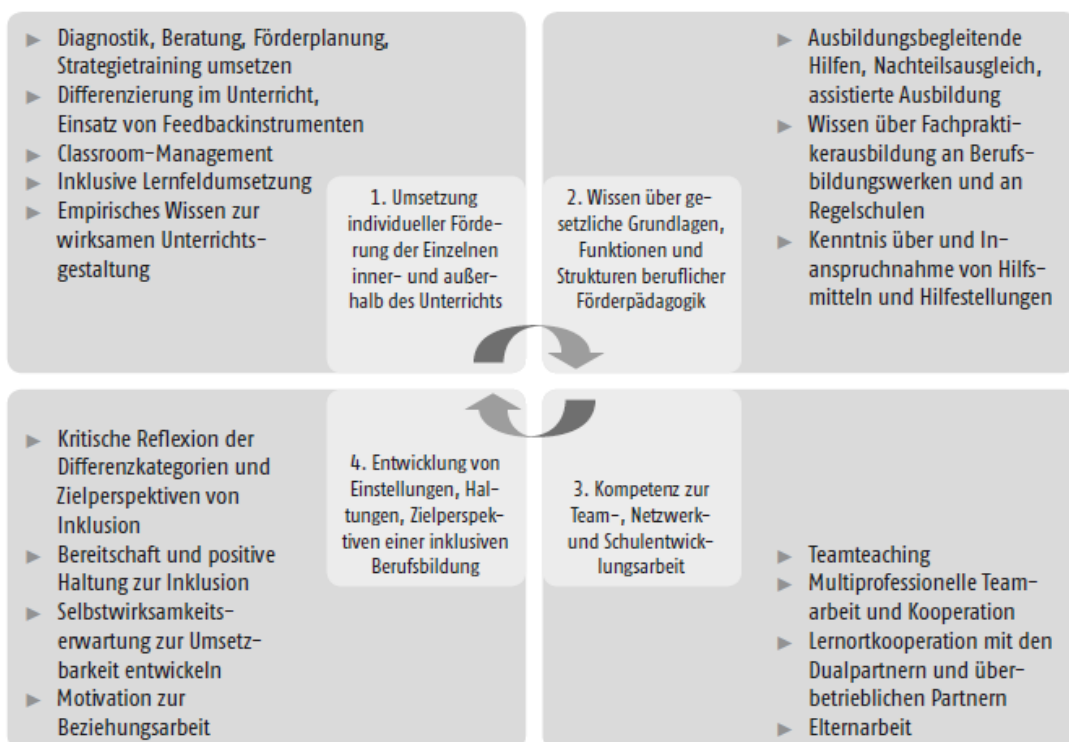 ► Diagnostik, Beratung, Förderplanung,
Strategietraining umsetzen
► Differenzierung im Unterricht,
Einsatz von Feedbackinstrumenten
► Classroom-Management
► Inklusive Lernfeldumsetzung
► Empirisches Wissen zur
wirksamen Unterrichts-
gestaltung
1. Umsetzung
individueller Förde-
rung der Einzelnen
inner- und außer-
halb des Unterrichts
2. Wissen über ge-
setzliche Grundlagen,
Funktionen und
Strukturen beruflicher
Förderpädagogik
► Ausbildungsbegleitende
Hilfen, Nachteilsausgleich,
assistierte Ausbildung
► Wissen über Fachprakti-
kerausbildung an Berufs-
bildungswerken und an
Regelschulen
► Kenntnis über und In-
anspruchnahme von Hilfs-
mitteln und Hilfestellungen
► Kritische Reflexion der
Differenzkategorien und
Zielperspektiven von
Inklusion
► Bereitschaft und positive
Haltung zur Inklusion
► Selbstwirksamkeits-
erwartung zur Umsetz-
barkeit entwickeln
► Motivation zur
Beziehungsarbeit
4. Entwicklung von
Einstellungen, Hal-
tungen, Zielperspek-
tiven einer inklusiven
Berufsbildung
3. Kompetenz zur
Team-, Netzwerk-
und Schulentwick-
lungsarbeit
► Teamteaching
► Multiprofessionelle Team-
arbeit und Kooperation
► Lernortkooperation mit den
Dualpartnern und über-
betrieblichen Partnern
► Elternarbeit